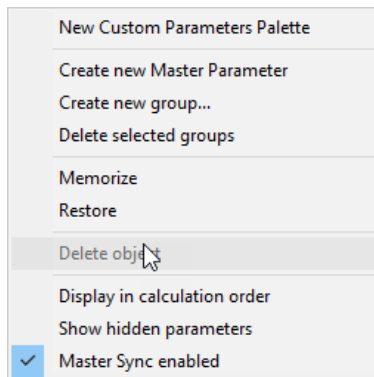 New Custom Parameters Palette
Create new Master Parameter
Create new group...
Delete selected groups
Memorize
Restore
Delete object
Display in calculation order
Show hidden parameters
Master Sync enabled